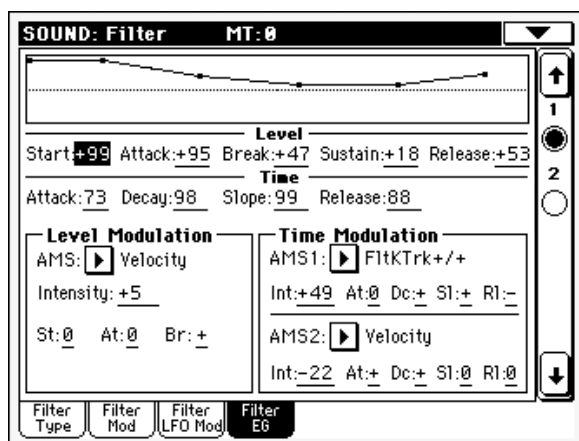 SOUND: Filter MT:0
Level
Start:+99 Attack:+95 Break:+47 Sustain:+18 Release:+53
Time
Attack:73 Decay:98 Slope:99 Release:88
Level Modulation
AMS: Velocity
Intensity: +5
St:0 At:0 Br:+
Time Modulation
AMS1: FltKTrk+/+
Int:+49 At:0 Dc:+ Sl:+ Rl:-
AMS2: Velocity
Int:-22 At:+ Dc:+ Sl:0 Rl:0
1
2
Filter Type
Filter Mod
Filter LFO Mod
Filter EG